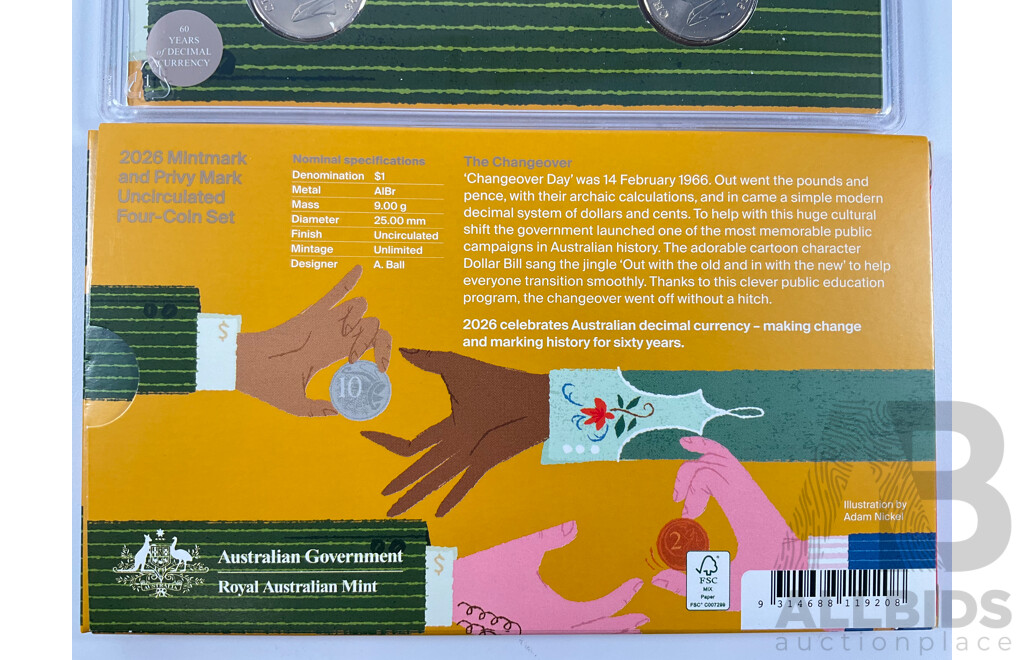 60
YEARS
of DECIMAL
CURRENCY
2026 Mintmark
and Privy Mark
Uncirculated
Four-Coin Set
Nominal specifications
Denomination $1
Metal AlBr
Mass 9.00 g
Diameter 25.00 mm
Finish Uncirculated
Mintage Unlimited
Designer A. Ball
The Changeover
‘Changeover Day’ was 14 February 1966. Out went the pounds and
pence, with their archaic calculations, and in came a simple modern
decimal system of dollars and cents. To help with this huge cultural
shift the government launched one of the most memorable public
campaigns in Australian history. The adorable cartoon character
Dollar Bill sang the jingle ‘Out with the old and in with the new’ to help
everyone transition smoothly. Thanks to this clever public education
program, the changeover went off without a hitch.
2026 celebrates Australian decimal currency – making change
and marking history for sixty years.
$
10
2
$
Illustration by
Adam Nickel
AUSTRALIA
Australian Government
Royal Australian Mint
FSC
MIX
Paper
FSC® C007299
9 314688 119208
AB
ALLBIDS
auctionplace